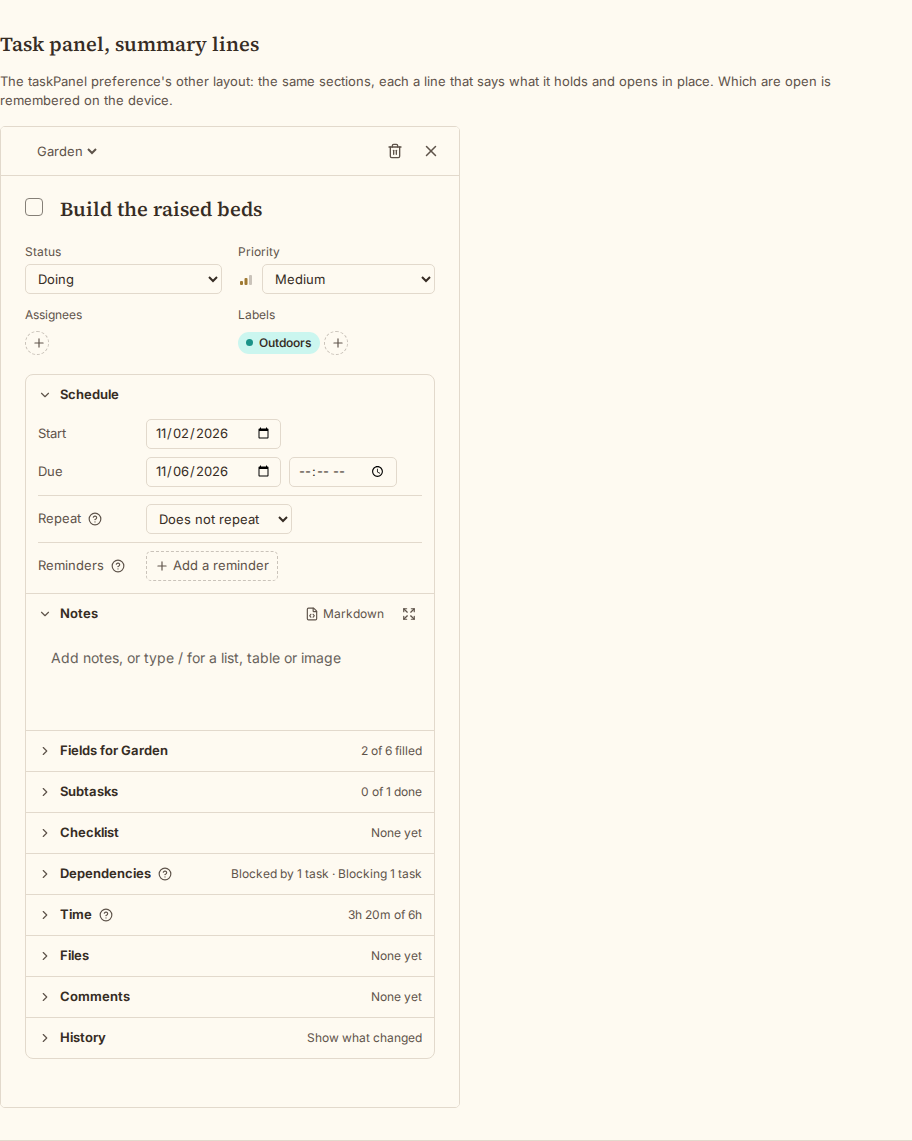 Task panel, summary lines
The taskPanel preference's other layout: the same sections, each a line that says what it holds and opens in place. Which are open is
remembered on the device.
Garden
Build the raised beds
Status
Priority
Doing
Medium
Assignees
Labels
Outdoors
Schedule
Start
11/02/2026
Due
11/06/2026
--:-- --
Repeat
Does not repeat
Reminders
Add a reminder
Notes
Markdown
Add notes, or type / for a list, table or image
Fields for Garden
2 of 6 filled
Subtasks
0 of 1 done
Checklist
None yet
Dependencies
Blocked by 1 task · Blocking 1 task
Time
3h 20m of 6h
Files
None yet
Comments
None yet
History
Show what changed